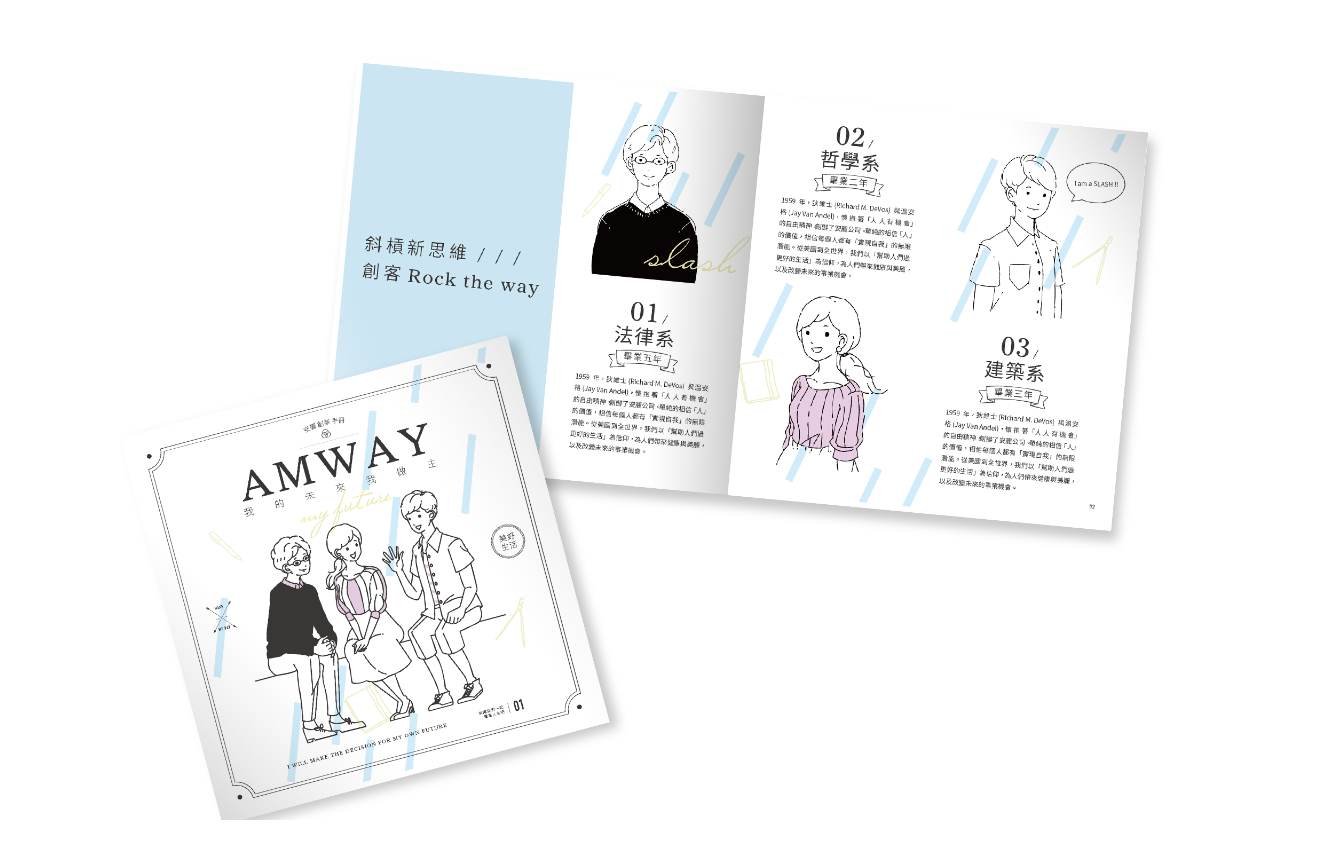 斜槓新思維 / / /
創客 Rock the way
slash
01/
法律系
畢業五年
1959 年,狄維士 (Richard M. DeVos) 與溫安
格 (Jay Van Andel),懷抱著「人人有機會」
的自由精神,創辦了安麗公司,單純的相信「人」
的價值,相信每個人都有「實現自我」的無限
潛能。從美國到全世界,我們以「幫助人們過
更好的生活」為信仰,為人們帶來健康與美麗,
以及改變未來的事業機會。
02/
哲學系
畢業二年
1959 年,狄維士 (Richard M. DeVos) 與溫安
格 (Jay Van Andel),懷抱著「人人有機會」
的自由精神,創辦了安麗公司,單純的相信「人」
的價值,相信每個人都有「實現自我」的無限
潛能。從美國到全世界,我們以「幫助人們過
更好的生活」為信仰,為人們帶來健康與美麗,
以及改變未來的事業機會。
I am a SLASH !!
03/
建築系
畢業三年
1959 年,狄維士 (Richard M. DeVos) 與溫安
格 (Jay Van Andel),懷抱著「人人有機會」
的自由精神,創辦了安麗公司,單純的相信「人」
的價值,相信每個人都有「實現自我」的無限
潛能。從美國到全世界,我們以「幫助人們過
更好的生活」為信仰,為人們帶來健康與美麗,
以及改變未來的事業機會。
AMWAY
我的未來我做主
my future
美好
生活
01
I WILL MAKE THE DECISION FOR MY OWN FUTURE